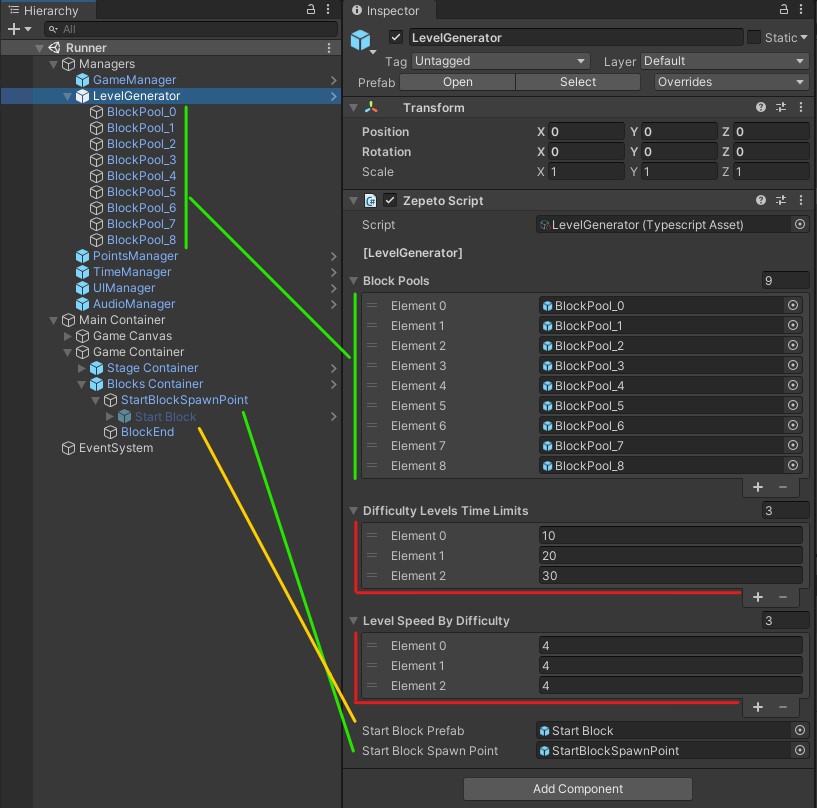 Hierarchy
All
Runner
Managers
GameManager
LevelGenerator
BlockPool_0
BlockPool_1
BlockPool_2
BlockPool_3
BlockPool_4
BlockPool_5
BlockPool_6
BlockPool_7
BlockPool_8
PointsManager
TimeManager
UIManager
AudioManager
Main Container
Game Canvas
Game Container
Stage Container
Blocks Container
StartBlockSpawnPoint
Start Block
BlockEnd
EventSystem
Inspector
LevelGenerator Static
Tag Untagged Layer Default
Prefab Open Select Overrides
Transform
Position X 0 Y 0 Z 0
Rotation X 0 Y 0 Z 0
Scale X 1 Y 1 Z 1
Zepeto Script
Script LevelGenerator (Typescript Asset)
[LevelGenerator]
Block Pools 9
Element 0 BlockPool_0
Element 1 BlockPool_1
Element 2 BlockPool_2
Element 3 BlockPool_3
Element 4 BlockPool_4
Element 5 BlockPool_5
Element 6 BlockPool_6
Element 7 BlockPool_7
Element 8 BlockPool_8
+ −
Difficulty Levels Time Limits 3
Element 0 10
Element 1 20
Element 2 30
+ −
Level Speed By Difficulty 3
Element 0 4
Element 1 4
Element 2 4
+ −
Start Block Prefab Start Block
Start Block Spawn Point StartBlockSpawnPoint
Add Component